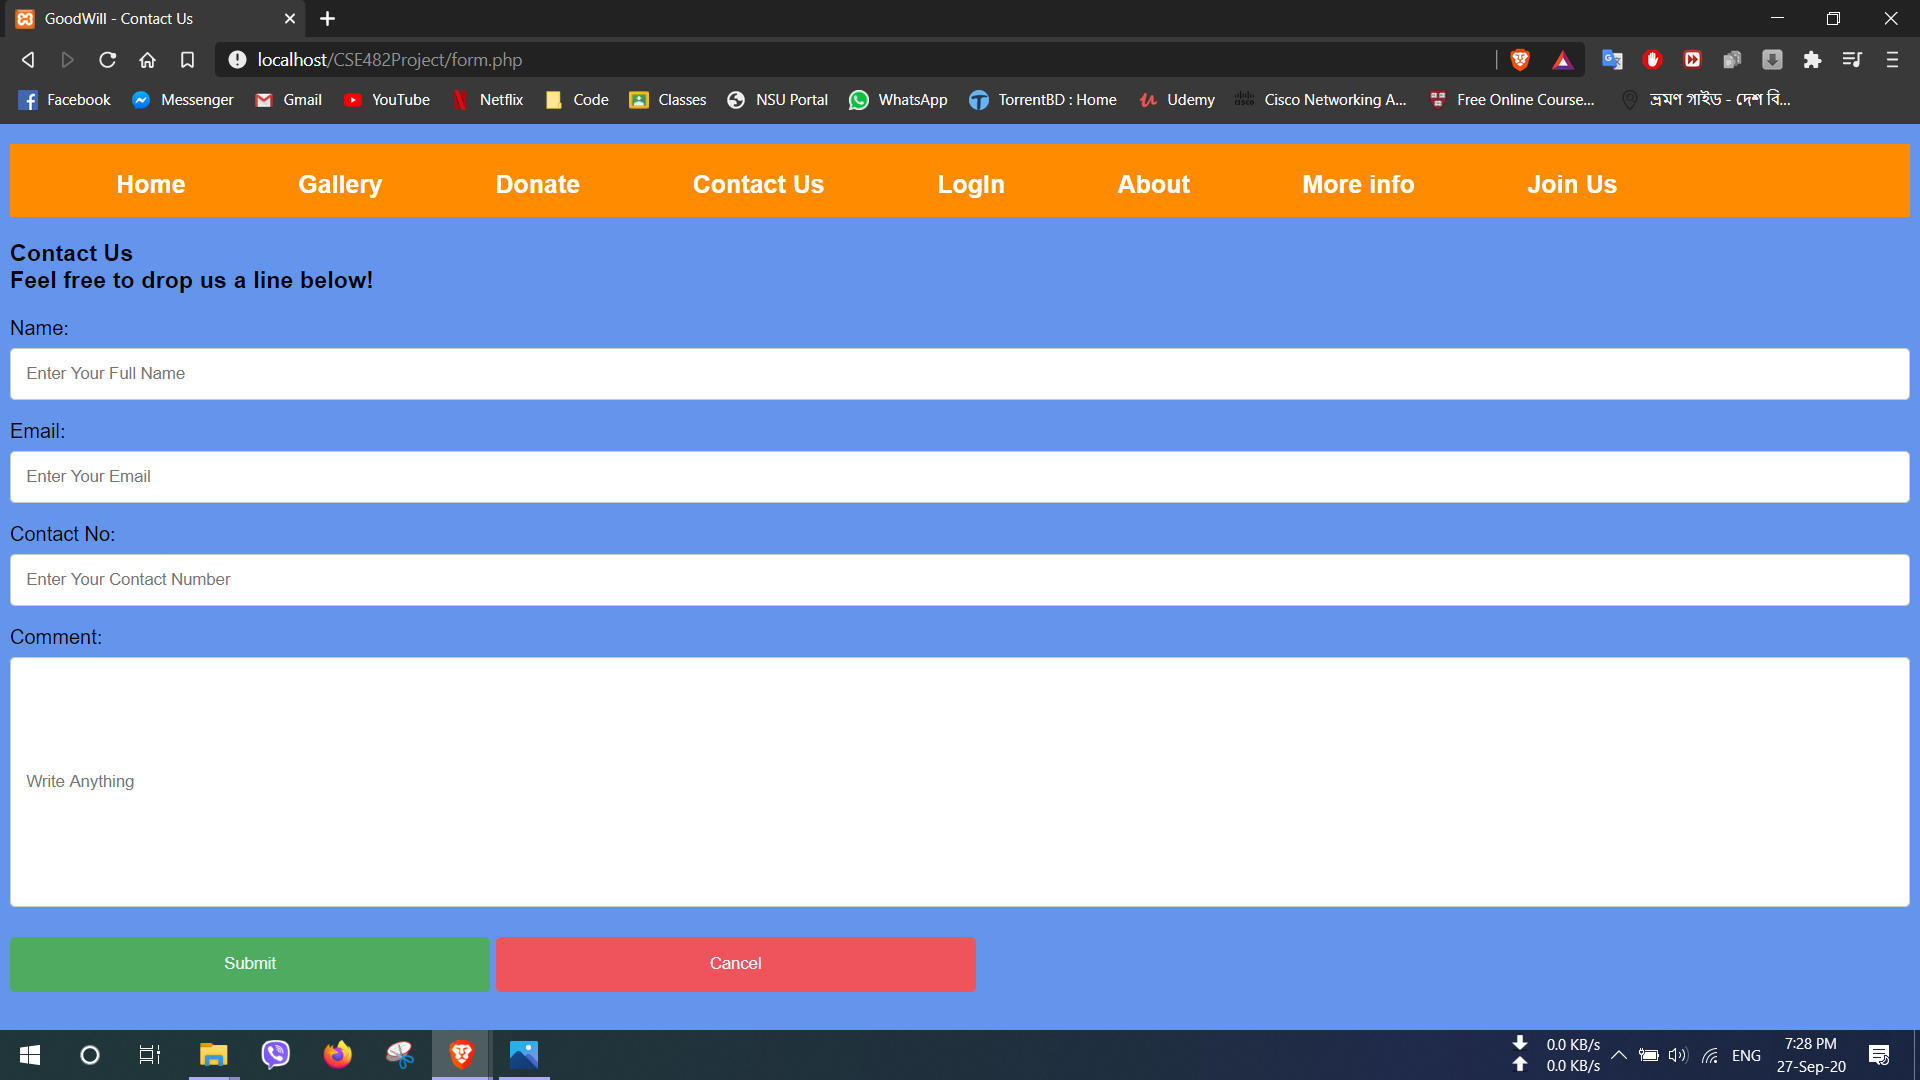 GoodWill - Contact Us
localhost/CSE482Project/form.php
Facebook Messenger Gmail YouTube Netflix Code Classes NSU Portal WhatsApp TorrentBD : Home Udemy Cisco Networking A... Free Online Course... ভ্রমণ গাইড - দেশ বি...
Home Gallery Donate Contact Us LogIn About More info Join Us
Contact Us
Feel free to drop us a line below!
Name:
Enter Your Full Name
Email:
Enter Your Email
Contact No:
Enter Your Contact Number
Comment:
Write Anything
Submit Cancel
0.0 KB/s
0.0 KB/s
ENG
7:28 PM
27-Sep-20